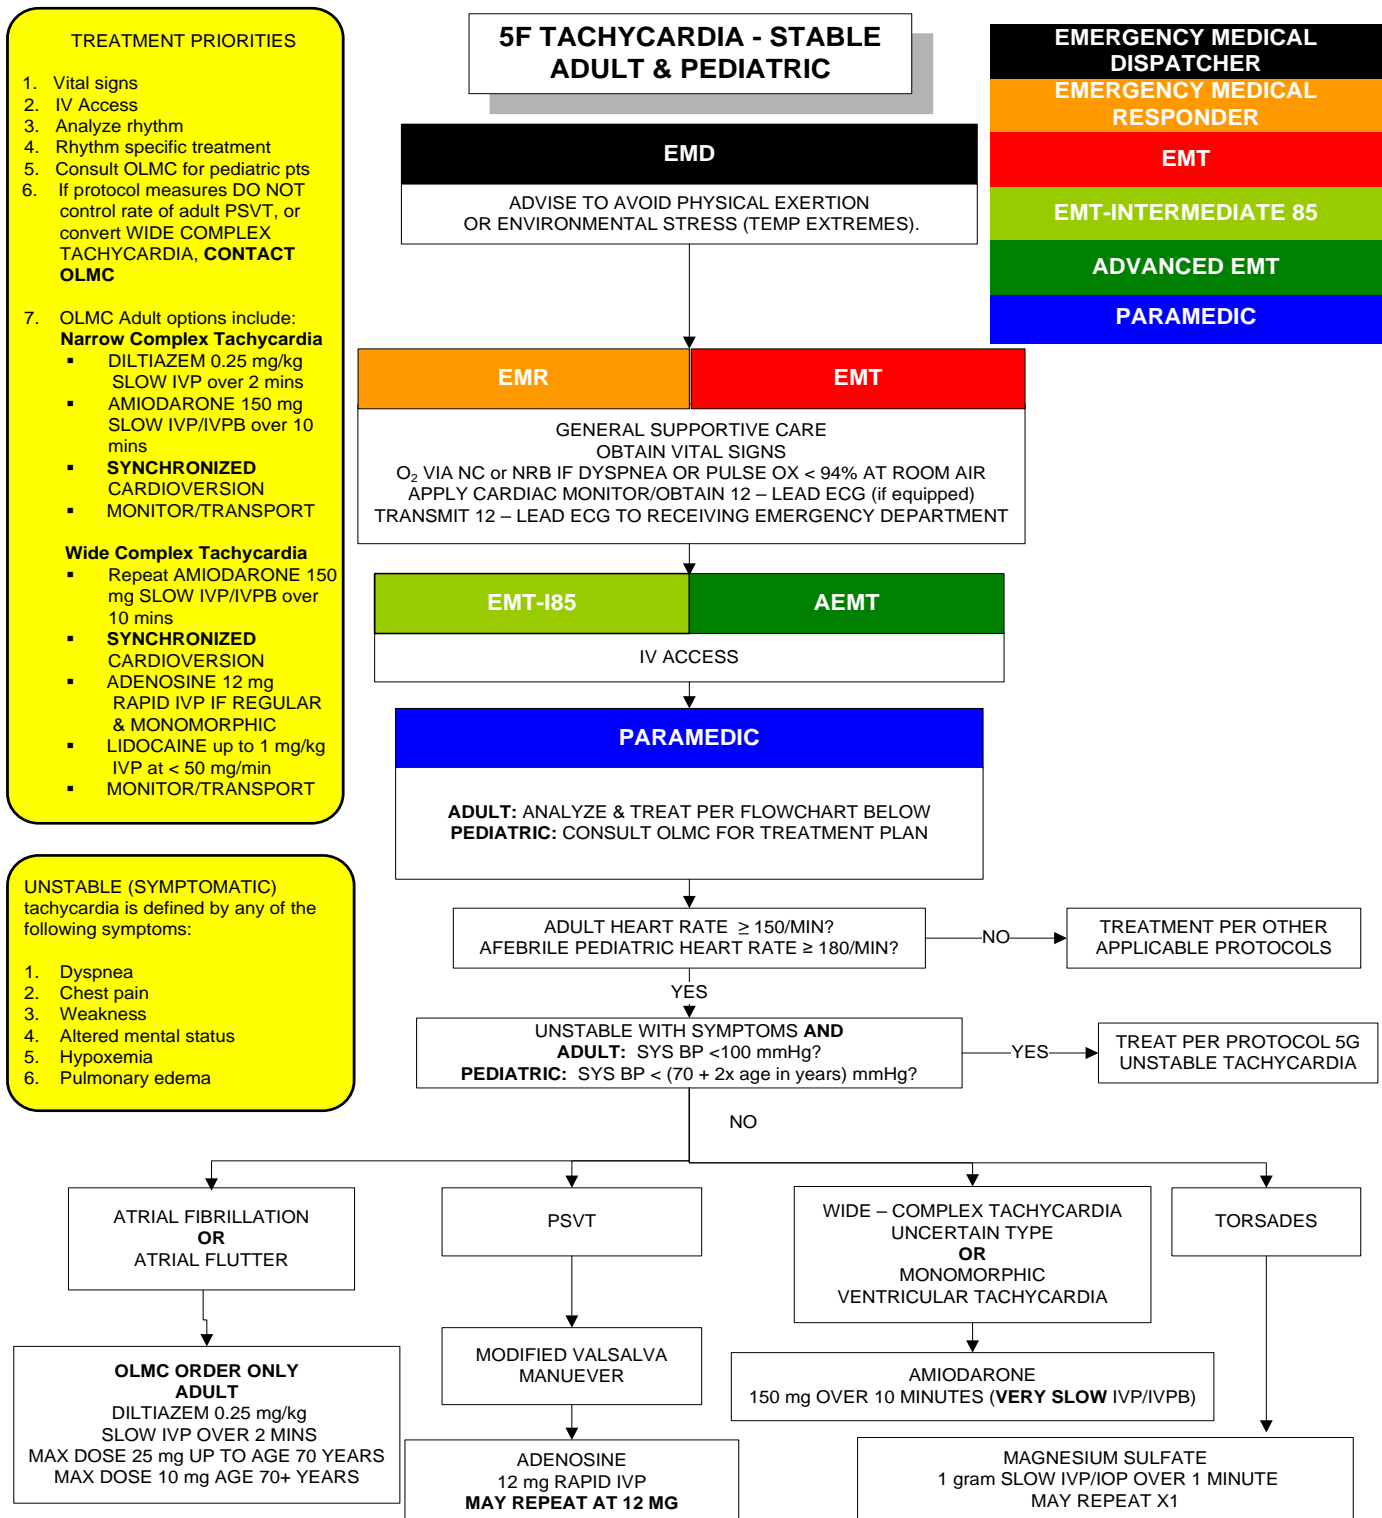 TREATMENT PRIORITIES
1. Vital signs
2. IV Access
3. Analyze rhythm
4. Rhythm specific treatment
5. Consult OLMC for pediatric pts
6. If protocol measures DO NOT
control rate of adult PSVT, or
convert WIDE COMPLEX
TACHYCARDIA, CONTACT
OLMC
7. OLMC Adult options include:
Narrow Complex Tachycardia
▪ DILTIAZEM 0.25 mg/kg
SLOW IVP over 2 mins
▪ AMIODARONE 150 mg
SLOW IVP/IVPB over 10
mins
▪ SYNCHRONIZED
CARDIOVERSION
▪ MONITOR/TRANSPORT
Wide Complex Tachycardia
▪ Repeat AMIODARONE 150
mg SLOW IVP/IVPB over
10 mins
▪ SYNCHRONIZED
CARDIOVERSION
▪ ADENOSINE 12 mg
RAPID IVP IF REGULAR
& MONOMORPHIC
▪ LIDOCAINE up to 1 mg/kg
IVP at < 50 mg/min
▪ MONITOR/TRANSPORT
UNSTABLE (SYMPTOMATIC)
tachycardia is defined by any of the
following symptoms:
1. Dyspnea
2. Chest pain
3. Weakness
4. Altered mental status
5. Hypoxemia
6. Pulmonary edema
5F TACHYCARDIA - STABLE
ADULT & PEDIATRIC
EMERGENCY MEDICAL
DISPATCHER
EMERGENCY MEDICAL
RESPONDER
EMT
EMT-INTERMEDIATE 85
ADVANCED EMT
PARAMEDIC
EMD
ADVISE TO AVOID PHYSICAL EXERTION
OR ENVIRONMENTAL STRESS (TEMP EXTREMES).
EMR
EMT
GENERAL SUPPORTIVE CARE
OBTAIN VITAL SIGNS
O2 VIA NC or NRB IF DYSPNEA OR PULSE OX < 94% AT ROOM AIR
APPLY CARDIAC MONITOR/OBTAIN 12 – LEAD ECG (if equipped)
TRANSMIT 12 – LEAD ECG TO RECEIVING EMERGENCY DEPARTMENT
EMT-I85
AEMT
IV ACCESS
PARAMEDIC
ADULT: ANALYZE & TREAT PER FLOWCHART BELOW
PEDIATRIC: CONSULT OLMC FOR TREATMENT PLAN
ADULT HEART RATE ≥ 150/MIN?
AFEBRILE PEDIATRIC HEART RATE ≥ 180/MIN?
NO
TREATMENT PER OTHER
APPLICABLE PROTOCOLS
YES
UNSTABLE WITH SYMPTOMS AND
ADULT: SYS BP <100 mmHg?
PEDIATRIC: SYS BP < (70 + 2x age in years) mmHg?
YES
TREAT PER PROTOCOL 5G
UNSTABLE TACHYCARDIA
NO
ATRIAL FIBRILLATION
OR
ATRIAL FLUTTER
OLMC ORDER ONLY
ADULT
DILTIAZEM 0.25 mg/kg
SLOW IVP OVER 2 MINS
MAX DOSE 25 mg UP TO AGE 70 YEARS
MAX DOSE 10 mg AGE 70+ YEARS
PSVT
MODIFIED VALSALVA
MANUEVER
ADENOSINE
12 mg RAPID IVP
MAY REPEAT AT 12 MG
WIDE – COMPLEX TACHYCARDIA
UNCERTAIN TYPE
OR
MONOMORPHIC
VENTRICULAR TACHYCARDIA
AMIODARONE
150 mg OVER 10 MINUTES (VERY SLOW IVP/IVPB)
TORSADES
MAGNESIUM SULFATE
1 gram SLOW IVP/IOP OVER 1 MINUTE
MAY REPEAT X1